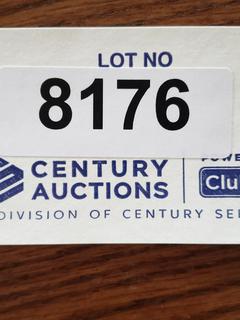 LOT NO
8176
CENTURY
AUCTIONS
DIVISION OF CENTURY